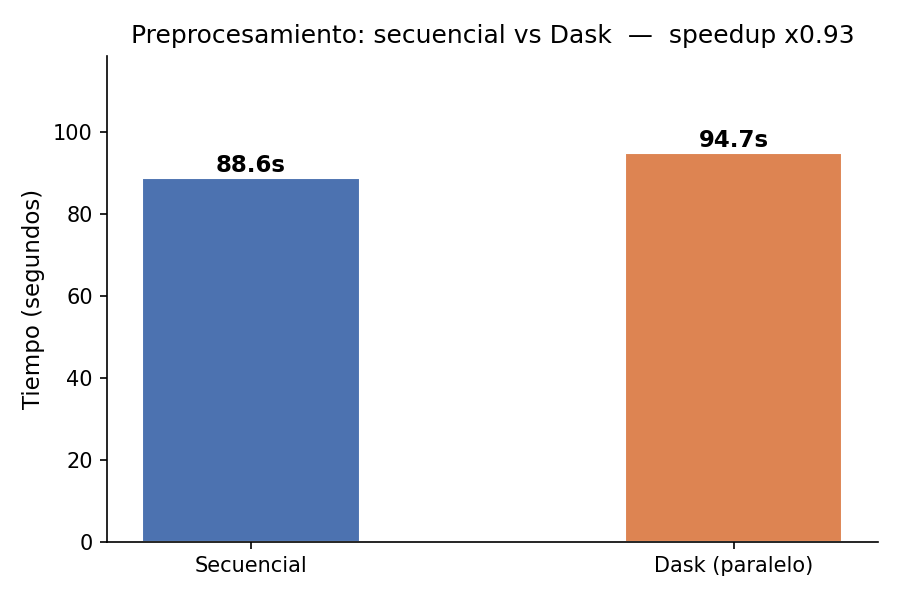 Preprocesamiento: secuencial vs Dask — speedup x0.93
Tiempo (segundos)
100
80
60
40
20
0
88.6s
94.7s
Secuencial
Dask (paralelo)